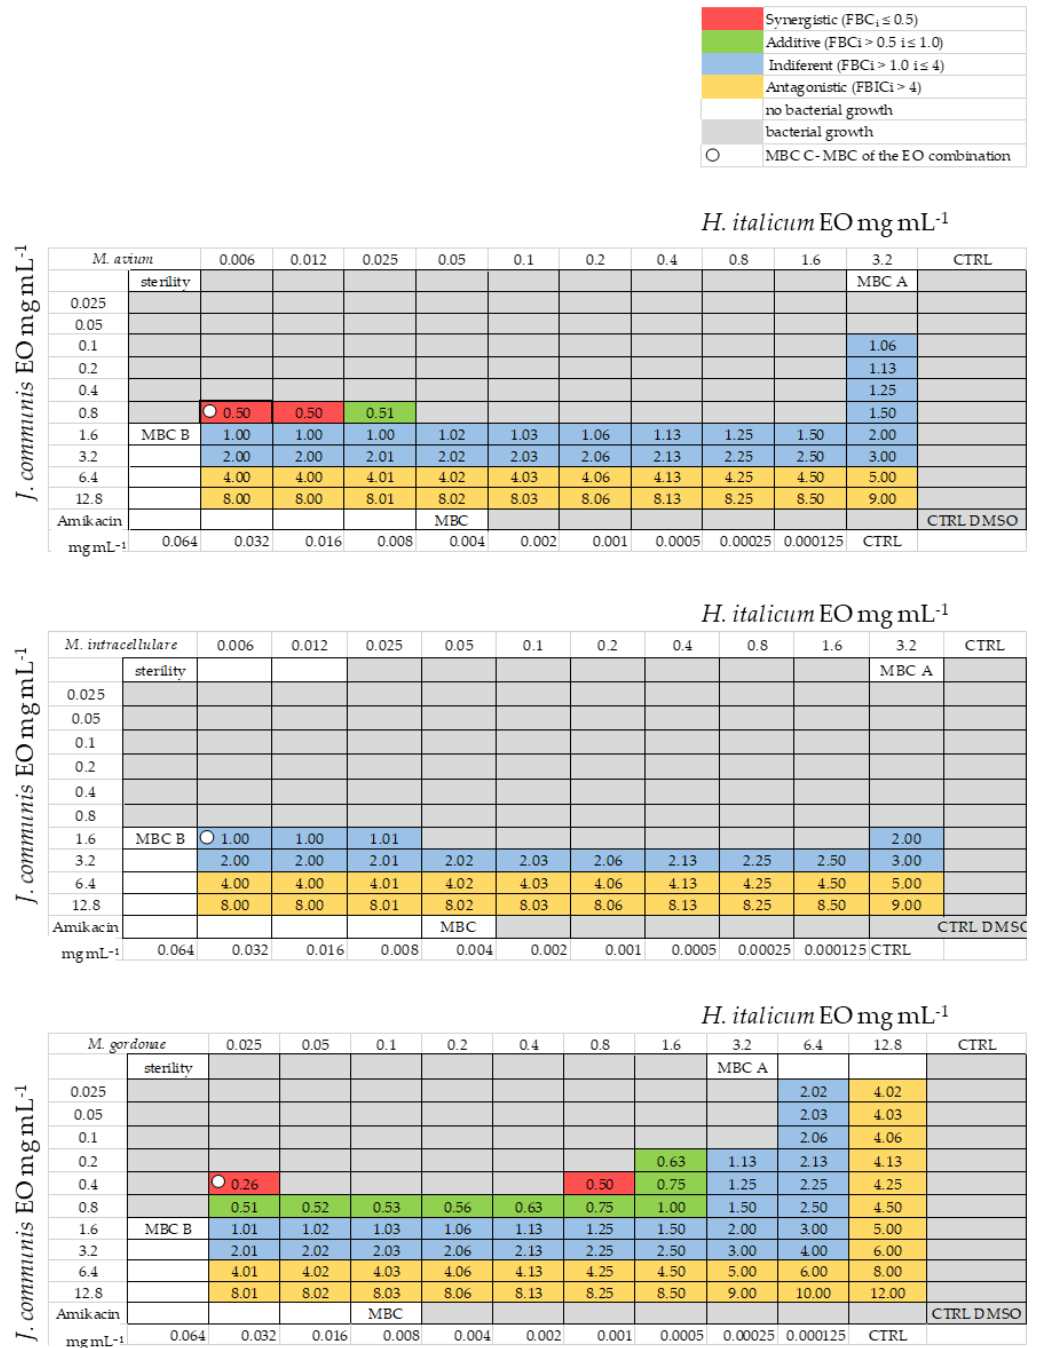 Synergistic (FBCi ≤ 0.5)
Additive (FBCi > 0.5 i ≤ 1.0)
Indiferent (FBCi > 1.0 i ≤ 4)
Antagonistic (FBICi > 4)
no bacterial growth
bacterial growth
MBC C- MBC of the EO combination
H. italicum EO mg mL-1
J. communis EO mg mL-1
M. avium 0.006 0.012 0.025 0.05 0.1 0.2 0.4 0.8 1.6 3.2 CTRL
sterility MBC A
0.025
0.05
0.1 1.06
0.2 1.13
0.4 1.25
0.8 0.50 0.50 0.51 1.50
1.6 MBC B 1.00 1.00 1.00 1.02 1.03 1.06 1.13 1.25 1.50 2.00
3.2 2.00 2.00 2.01 2.02 2.03 2.06 2.13 2.25 2.50 3.00
6.4 4.00 4.00 4.01 4.02 4.03 4.06 4.13 4.25 4.50 5.00
12.8 8.00 8.00 8.01 8.02 8.03 8.06 8.13 8.25 8.50 9.00
Amikacin MBC CTRL DMSO
mg mL-1 0.064 0.032 0.016 0.008 0.004 0.002 0.001 0.0005 0.00025 0.000125 CTRL
H. italicum EO mg mL-1
J. communis EO mg mL-1
M. intracellulare 0.006 0.012 0.025 0.05 0.1 0.2 0.4 0.8 1.6 3.2 CTRL
sterility MBC A
0.025
0.05
0.1
0.2
0.4
0.8
1.6 MBC B 1.00 1.00 1.01 2.00
3.2 2.00 2.00 2.01 2.02 2.03 2.06 2.13 2.25 2.50 3.00
6.4 4.00 4.00 4.01 4.02 4.03 4.06 4.13 4.25 4.50 5.00
12.8 8.00 8.00 8.01 8.02 8.03 8.06 8.13 8.25 8.50 9.00
Amikacin MBC CTRL DMSO
mg mL-1 0.064 0.032 0.016 0.008 0.004 0.002 0.001 0.0005 0.00025 0.000125 CTRL
H. italicum EO mg mL-1
J. communis EO mg mL-1
M. gordonae 0.025 0.05 0.1 0.2 0.4 0.8 1.6 3.2 6.4 12.8 CTRL
sterility MBC A
0.025 2.02 4.02
0.05 2.03 4.03
0.1 2.06 4.06
0.2 0.63 1.13 2.13 4.13
0.4 0.26 0.50 0.75 1.25 2.25 4.25
0.8 0.51 0.52 0.53 0.56 0.63 0.75 1.00 1.50 2.50 4.50
1.6 MBC B 1.01 1.02 1.03 1.06 1.13 1.25 1.50 2.00 3.00 5.00
3.2 2.01 2.02 2.03 2.06 2.13 2.25 2.50 3.00 4.00 6.00
6.4 4.01 4.02 4.03 4.06 4.13 4.25 4.50 5.00 6.00 8.00
12.8 8.01 8.02 8.03 8.06 8.13 8.25 8.50 9.00 10.00 12.00
Amikacin MBC CTRL DMSO
mg mL-1 0.064 0.032 0.016 0.008 0.004 0.002 0.001 0.0005 0.00025 0.000125 CTRL